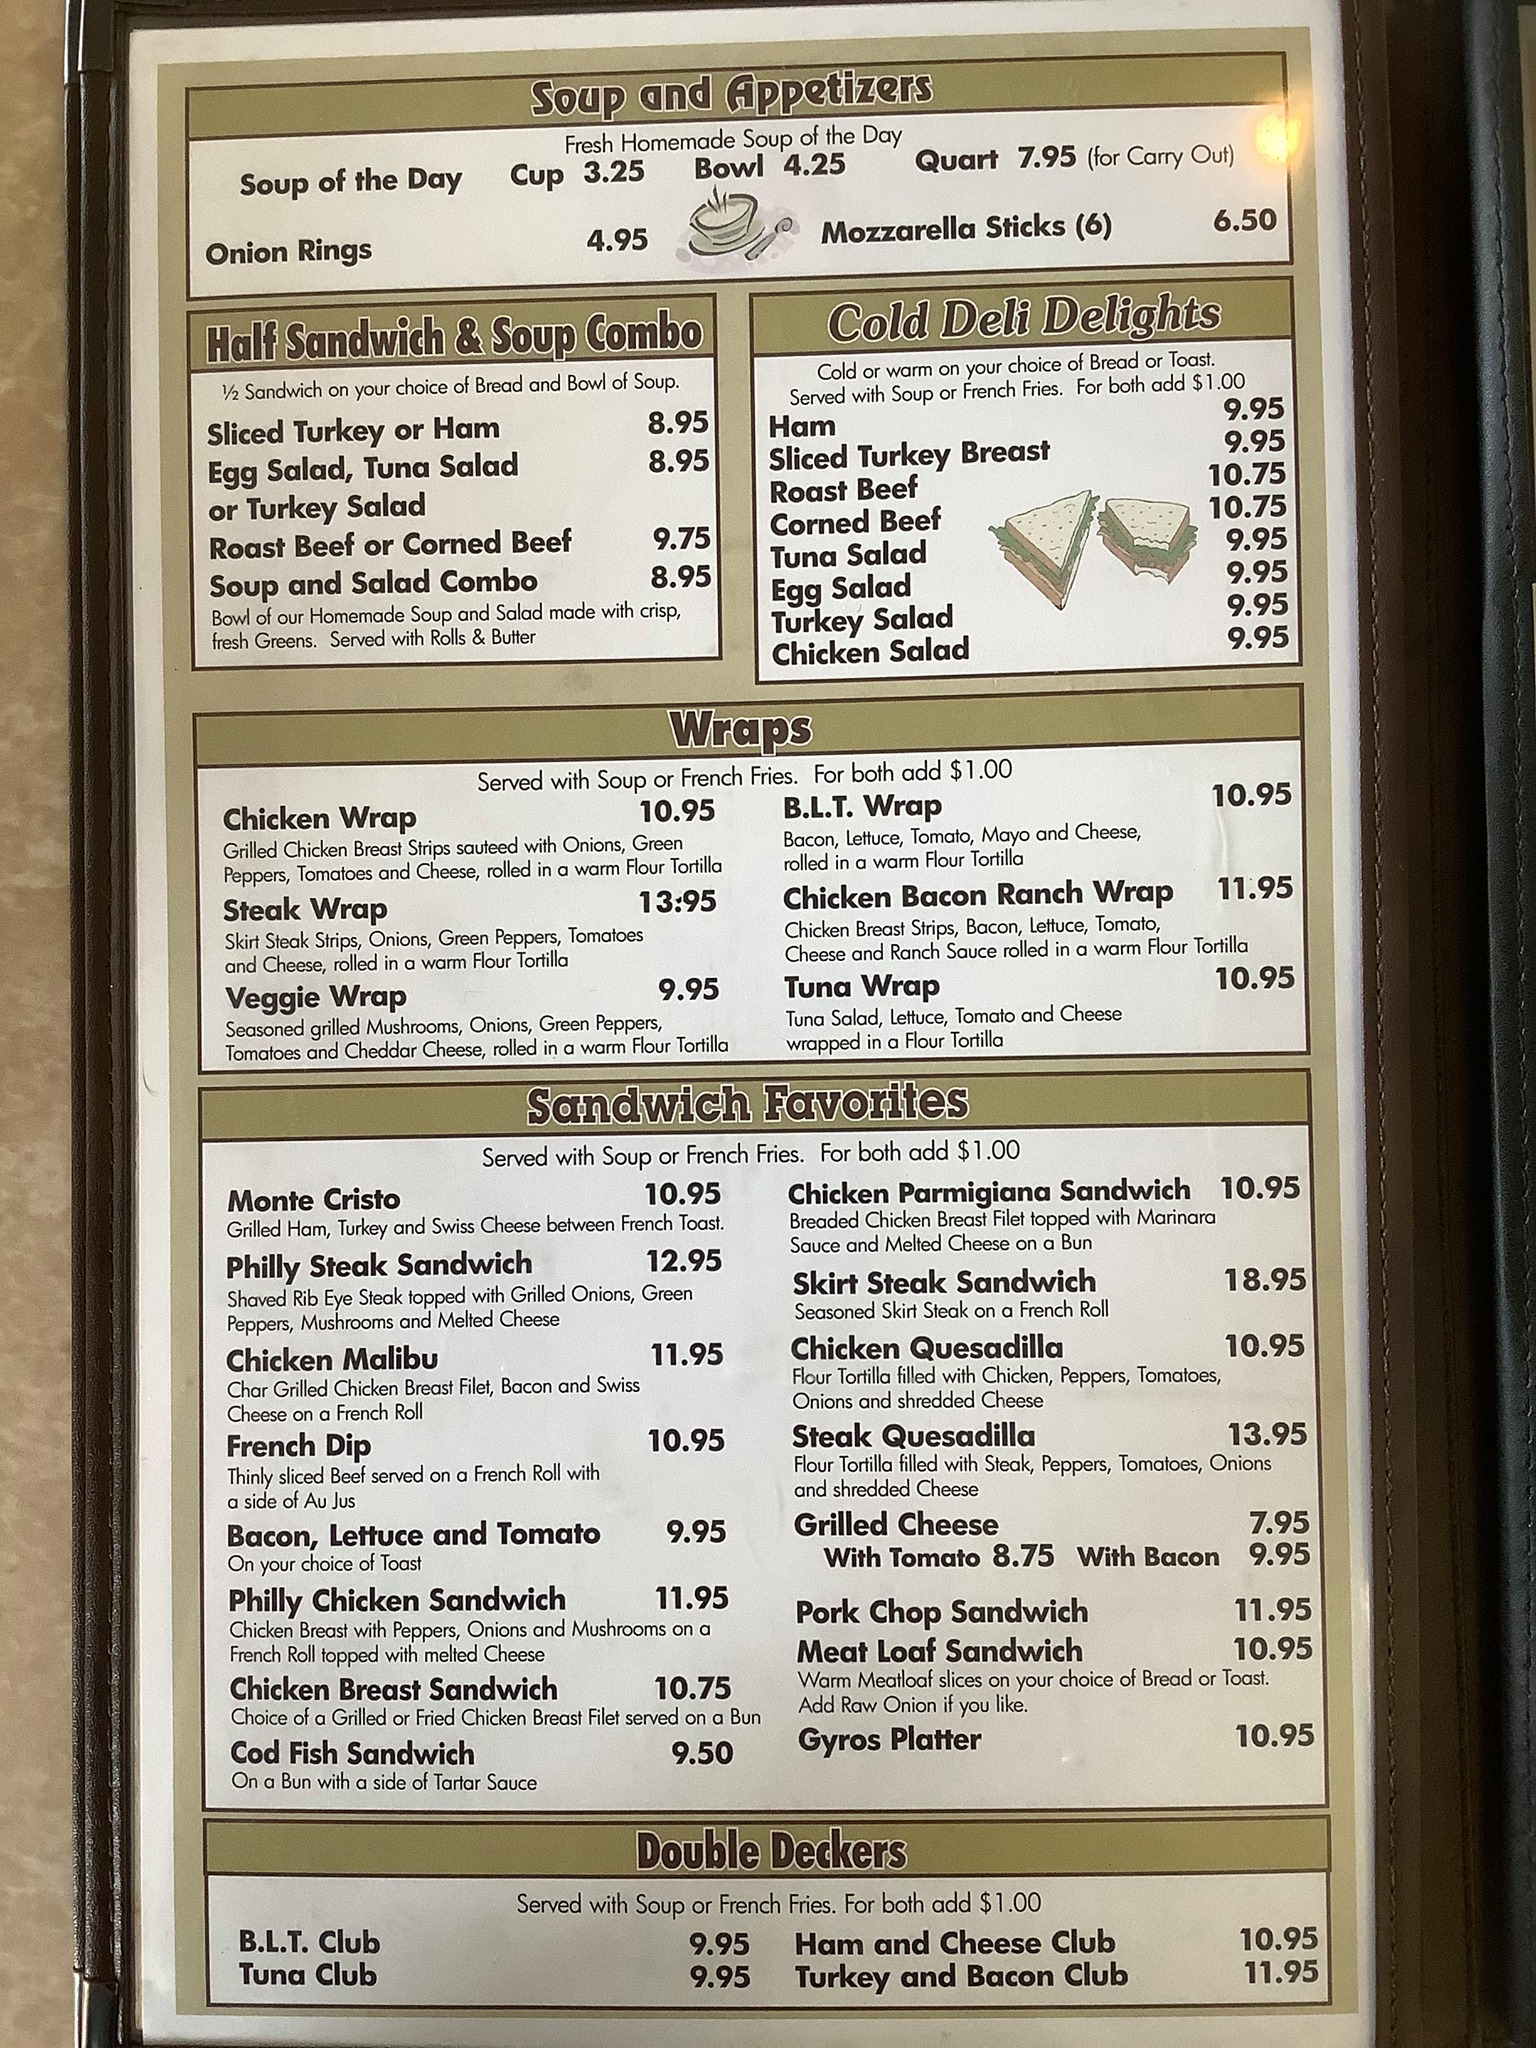 Soup and Appetizers
Fresh Homemade Soup of the Day
Soup of the Day Cup 3.25 Bowl 4.25 Quart 7.95 (for Carry Out)
Onion Rings 4.95 Mozzarella Sticks (6) 6.50
Half Sandwich & Soup Combo
½ Sandwich on your choice of Bread and Bowl of Soup.
Sliced Turkey or Ham 8.95
Egg Salad, Tuna Salad 8.95
or Turkey Salad
Roast Beef or Corned Beef 9.75
Soup and Salad Combo 8.95
Bowl of our Homemade Soup and Salad made with crisp,
fresh Greens. Served with Rolls & Butter
Cold Deli Delights
Cold or warm on your choice of Bread or Toast.
Served with Soup or French Fries. For both add $1.00
Ham 9.95
Sliced Turkey Breast 9.95
Roast Beef 10.75
Corned Beef 10.75
Tuna Salad 9.95
Egg Salad 9.95
Turkey Salad 9.95
Chicken Salad 9.95
Wraps
Served with Soup or French Fries. For both add $1.00
Chicken Wrap 10.95
Grilled Chicken Breast Strips sauteed with Onions, Green
Peppers, Tomatoes and Cheese, rolled in a warm Flour Tortilla
Steak Wrap 13:95
Skirt Steak Strips, Onions, Green Peppers, Tomatoes
and Cheese, rolled in a warm Flour Tortilla
Veggie Wrap 9.95
Seasoned grilled Mushrooms, Onions, Green Peppers,
Tomatoes and Cheddar Cheese, rolled in a warm Flour Tortilla
B.L.T. Wrap 10.95
Bacon, Lettuce, Tomato, Mayo and Cheese,
rolled in a warm Flour Tortilla
Chicken Bacon Ranch Wrap 11.95
Chicken Breast Strips, Bacon, Lettuce, Tomato,
Cheese and Ranch Sauce rolled in a warm Flour Tortilla
Tuna Wrap 10.95
Tuna Salad, Lettuce, Tomato and Cheese
wrapped in a Flour Tortilla
Sandwich Favorites
Served with Soup or French Fries. For both add $1.00
Monte Cristo 10.95
Grilled Ham, Turkey and Swiss Cheese between French Toast.
Philly Steak Sandwich 12.95
Shaved Rib Eye Steak topped with Grilled Onions, Green
Peppers, Mushrooms and Melted Cheese
Chicken Malibu 11.95
Char Grilled Chicken Breast Filet, Bacon and Swiss
Cheese on a French Roll
French Dip 10.95
Thinly sliced Beef served on a French Roll with
a side of Au Jus
Bacon, Lettuce and Tomato 9.95
On your choice of Toast
Philly Chicken Sandwich 11.95
Chicken Breast with Peppers, Onions and Mushrooms on a
French Roll topped with melted Cheese
Chicken Breast Sandwich 10.75
Choice of a Grilled or Fried Chicken Breast Filet served on a Bun
Cod Fish Sandwich 9.50
On a Bun with a side of Tartar Sauce
Chicken Parmigiana Sandwich 10.95
Breaded Chicken Breast Filet topped with Marinara
Sauce and Melted Cheese on a Bun
Skirt Steak Sandwich 18.95
Seasoned Skirt Steak on a French Roll
Chicken Quesadilla 10.95
Flour Tortilla filled with Chicken, Peppers, Tomatoes,
Onions and shredded Cheese
Steak Quesadilla 13.95
Flour Tortilla filled with Steak, Peppers, Tomatoes, Onions
and shredded Cheese
Grilled Cheese 7.95
With Tomato 8.75 With Bacon 9.95
Pork Chop Sandwich 11.95
Meat Loaf Sandwich 10.95
Warm Meatloaf slices on your choice of Bread or Toast.
Add Raw Onion if you like.
Gyros Platter 10.95
Double Deckers
Served with Soup or French Fries. For both add $1.00
B.L.T. Club 9.95
Tuna Club 9.95
Ham and Cheese Club 10.95
Turkey and Bacon Club 11.95